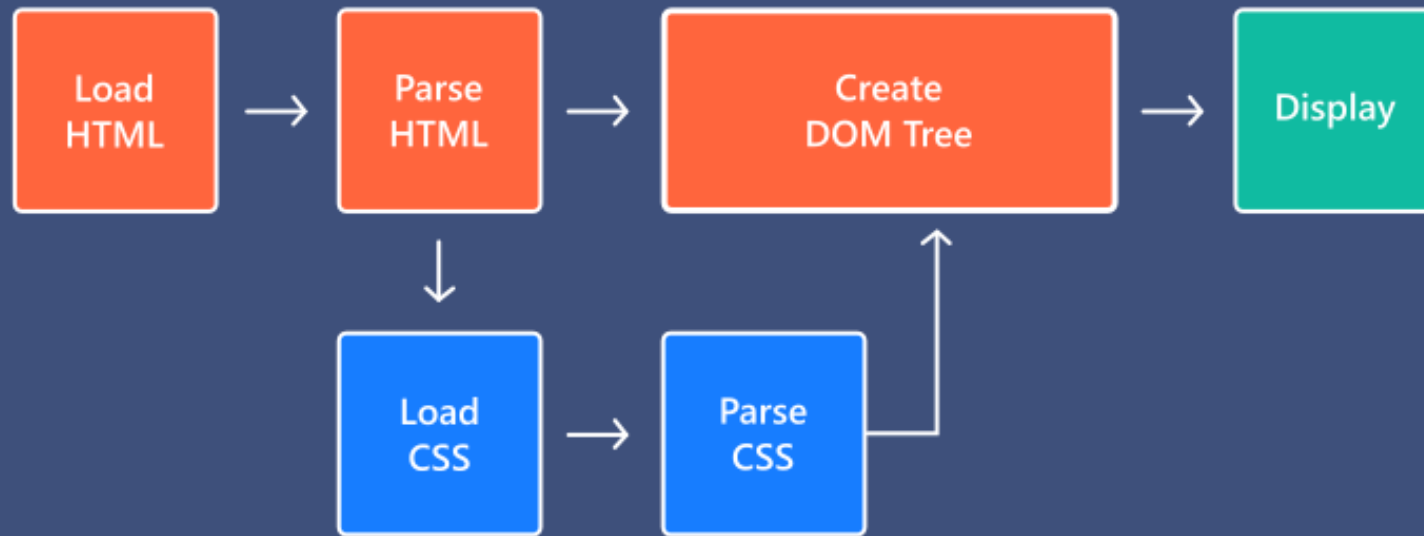 Load
HTML
Parse
HTML
Create
DOM Tree
Display
Load
CSS
Parse
CSS